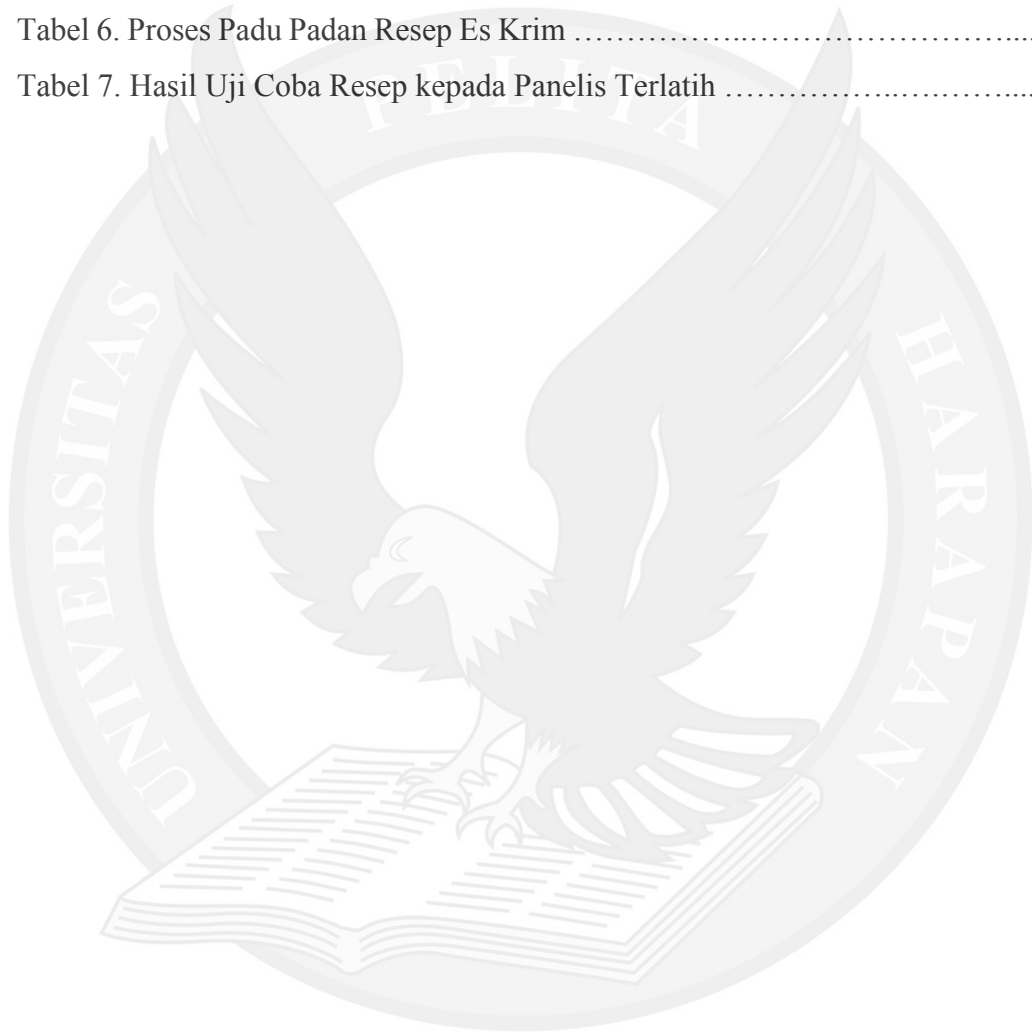 Tabel 6. Proses Padu Padan Resep Es Krim ……………..……………………....
Tabel 7. Hasil Uji Coba Resep kepada Panelis Terlatih ……………..…………....
UNIVERSITAS PELITA HARAPAN